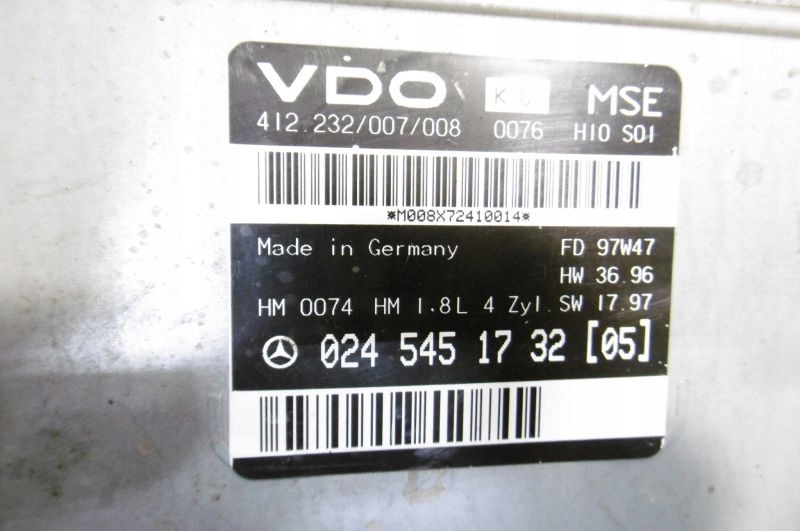 VDO K 01 MSE
412.232/007/008 0076 H10 S01
*M008X72410014*
Made in Germany FD 97W47
HW 36.96
HM 0074 HM 1.8L 4 Zyl. SW 17.97
024 545 17 32 [05]